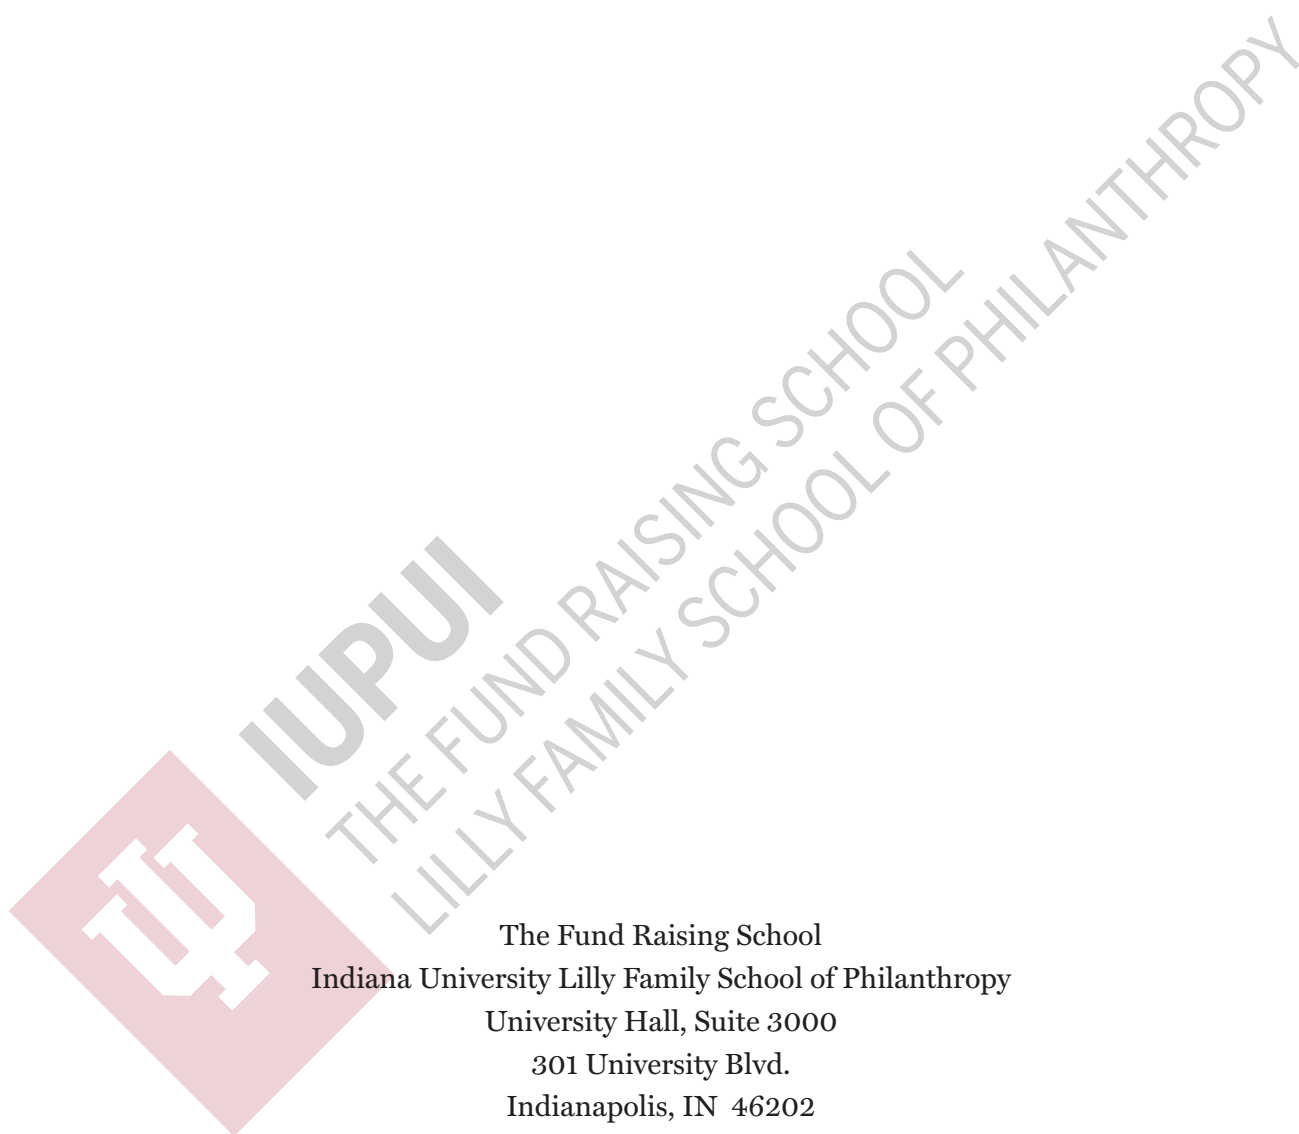 IUPUI
THE FUND RAISING SCHOOL
LILLY FAMILY SCHOOL OF PHILANTHROPY
The Fund Raising School
Indiana University Lilly Family School of Philanthropy
University Hall, Suite 3000
301 University Blvd.
Indianapolis, IN 46202